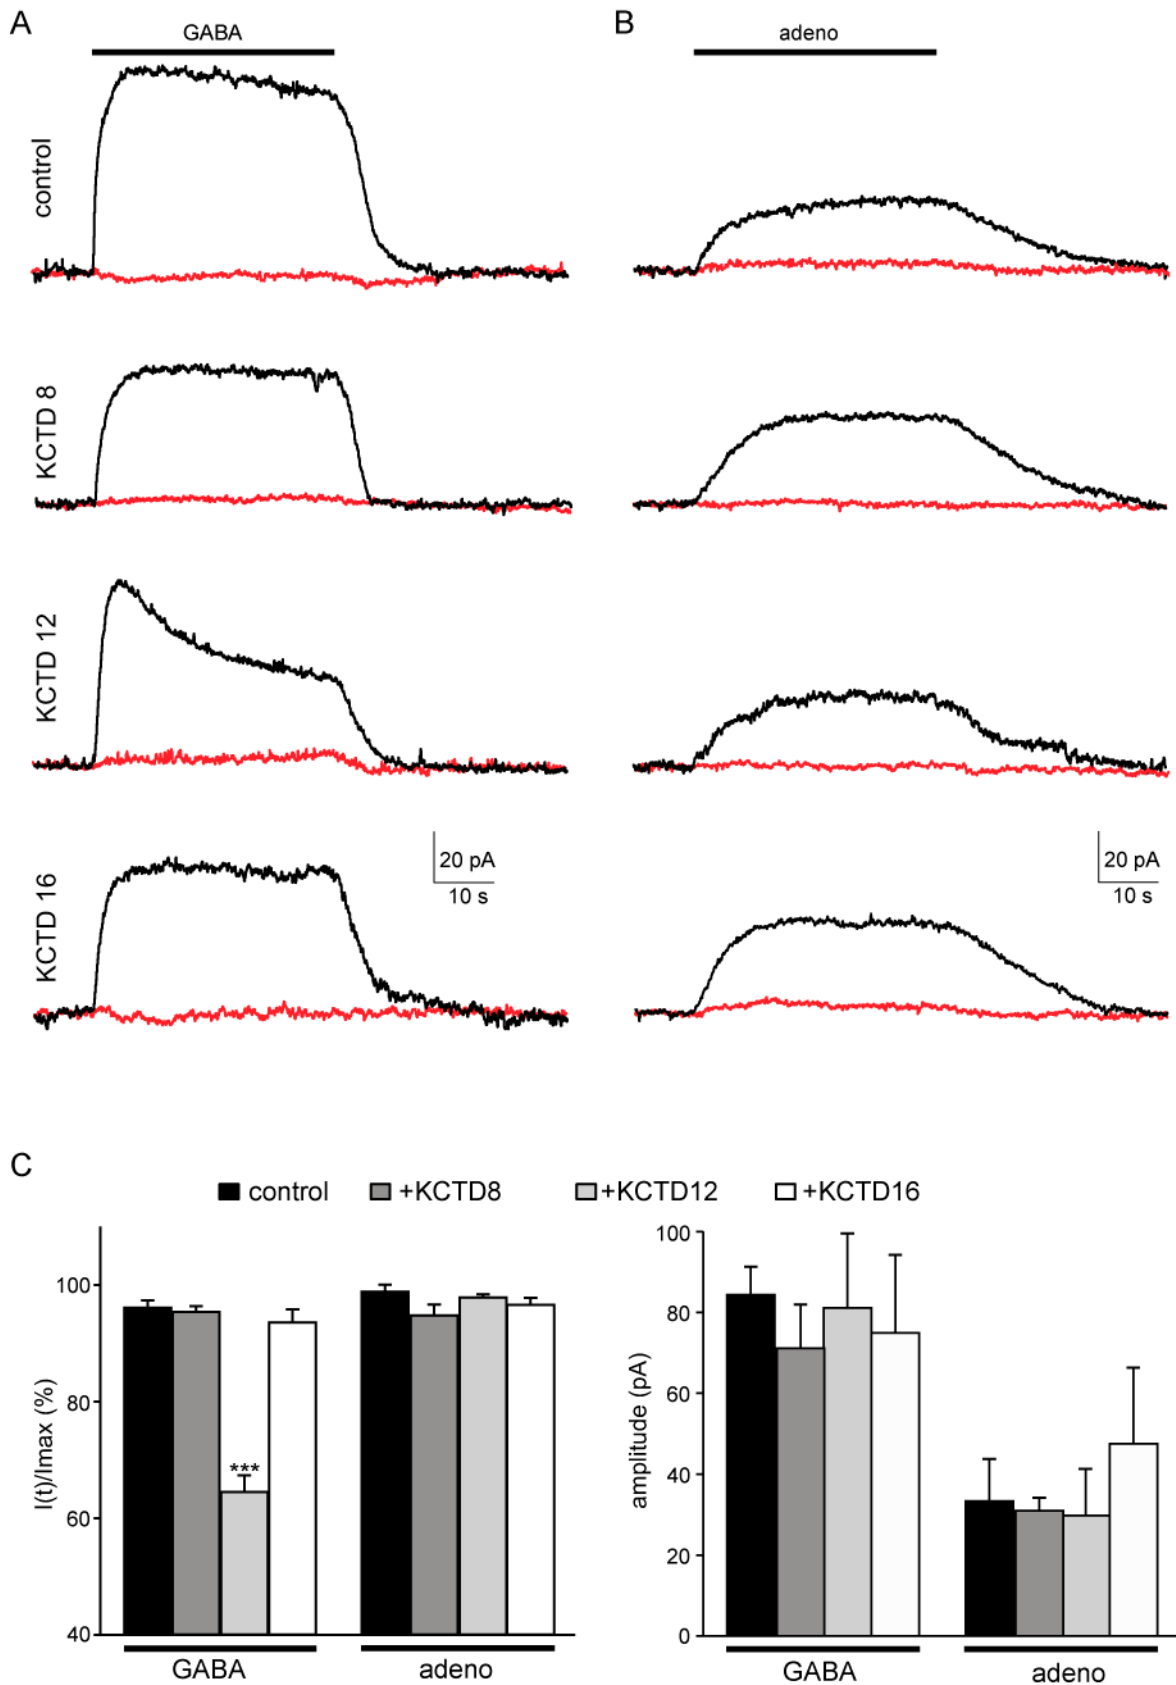 A
GABA
B
adeno
control
KCTD 8
KCTD 12
KCTD 16
20 pA
10 s
20 pA
10 s
C
control
+KCTD8
+KCTD12
+KCTD16
I(t)/Imax (%)
100
80
60
40
***
GABA
adeno
amplitude (pA)
100
80
60
40
20
0
GABA
adeno